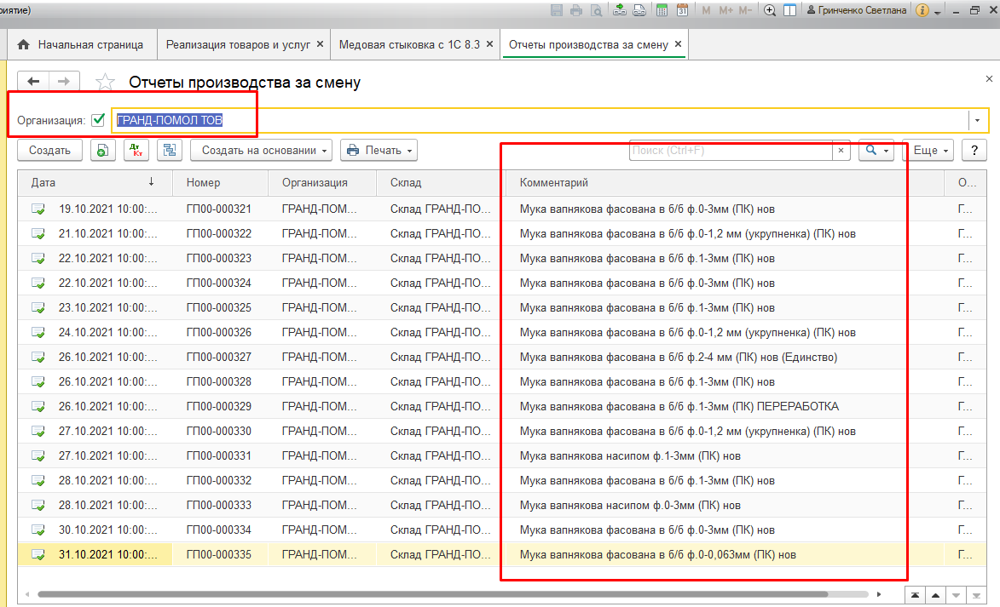 риятие)
M M+ M- Гринченко Светлана
Начальная страница Реализация товаров и услуг × Медовая стыковка с 1С 8.3 × Отчеты производства за смену ×
Отчеты производства за смену
Организация: ГРАНД-ПОМОЛ ТОВ
Создать Дт Кт Создать на основании Печать Поиск (Ctrl+F) × Еще ?
Дата Номер Организация Склад Комментарий О...
19.10.2021 10:00:... ГП00-000321 ГРАНД-ПОМ... Склад ГРАНД-ПО... Мука вапнякова фасована в б/б ф.0-3мм (ПК) нов Г...
21.10.2021 10:00:... ГП00-000322 ГРАНД-ПОМ... Склад ГРАНД-ПО... Мука вапнякова фасована в б/б ф.0-1,2 мм (укрупненка) (ПК) нов Г...
22.10.2021 10:00:... ГП00-000323 ГРАНД-ПОМ... Склад ГРАНД-ПО... Мука вапнякова фасована в б/б ф.1-3мм (ПК) нов Г...
22.10.2021 10:00:... ГП00-000324 ГРАНД-ПОМ... Склад ГРАНД-ПО... Мука вапнякова фасована в б/б ф.0-3мм (ПК) нов Г...
23.10.2021 10:00:... ГП00-000325 ГРАНД-ПОМ... Склад ГРАНД-ПО... Мука вапнякова фасована в б/б ф.1-3мм (ПК) нов Г...
24.10.2021 10:00:... ГП00-000326 ГРАНД-ПОМ... Склад ГРАНД-ПО... Мука вапнякова фасована в б/б ф.0-1,2 мм (укрупненка) (ПК) нов Г...
26.10.2021 10:00:... ГП00-000327 ГРАНД-ПОМ... Склад ГРАНД-ПО... Мука вапнякова фасована в б/б ф.2-4 мм (ПК) нов (Единство) Г...
26.10.2021 10:00:... ГП00-000328 ГРАНД-ПОМ... Склад ГРАНД-ПО... Мука вапнякова фасована в б/б ф.1-3мм (ПК) нов Г...
26.10.2021 10:00:... ГП00-000329 ГРАНД-ПОМ... Склад ГРАНД-ПО... Мука вапнякова фасована в б/б ф.1-3мм (ПК) ПЕРЕРАБОТКА Г...
27.10.2021 10:00:... ГП00-000330 ГРАНД-ПОМ... Склад ГРАНД-ПО... Мука вапнякова фасована в б/б ф.0-1,2 мм (укрупненка) (ПК) нов Г...
27.10.2021 10:00:... ГП00-000331 ГРАНД-ПОМ... Склад ГРАНД-ПО... Мука вапнякова насипом ф.1-3мм (ПК) нов Г...
28.10.2021 10:00:... ГП00-000332 ГРАНД-ПОМ... Склад ГРАНД-ПО... Мука вапнякова фасована в б/б ф.1-3мм (ПК) нов Г...
28.10.2021 10:00:... ГП00-000333 ГРАНД-ПОМ... Склад ГРАНД-ПО... Мука вапнякова насипом ф.0-3мм (ПК) нов Г...
30.10.2021 10:00:... ГП00-000334 ГРАНД-ПОМ... Склад ГРАНД-ПО... Мука вапнякова фасована в б/б ф.0-3мм (ПК) нов Г...
31.10.2021 10:00:... ГП00-000335 ГРАНД-ПОМ... Склад ГРАНД-ПО... Мука вапнякова фасована в б/б ф.0-0,063мм (ПК) нов Г...